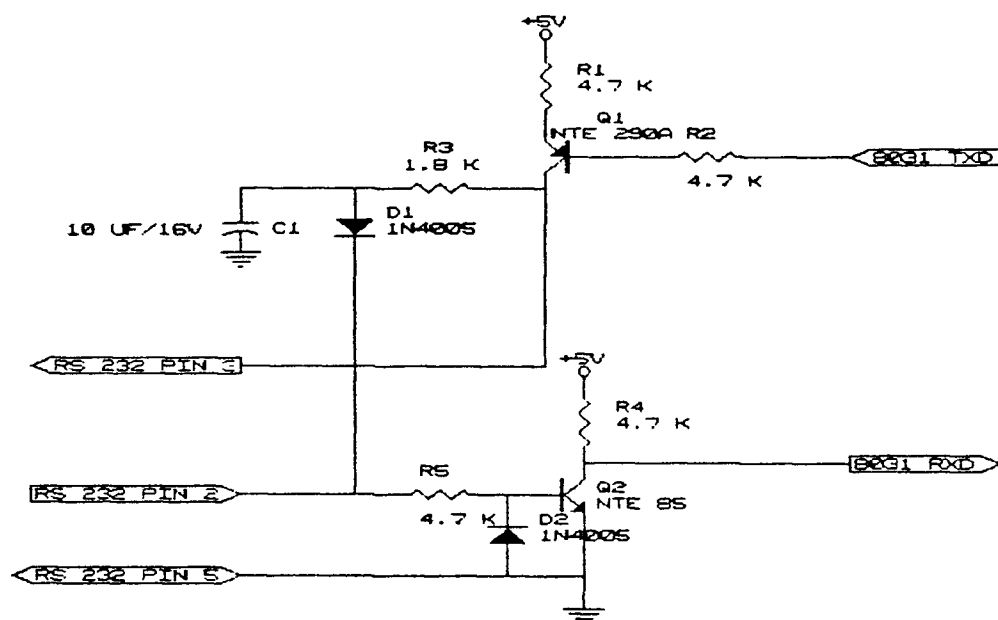 +5V
R1
4.7 K
Q1
NTE 290A R2
4.7 K
8031 TXD
R3
1.8 K
D1
1N4005
10 UF/16V C1
RS 232 PIN 3
+5V
R4
4.7 K
8031 RXD
RS 232 PIN 2
R5
4.7 K
Q2
NTE 85
D2
1N4005
RS 232 PIN 5